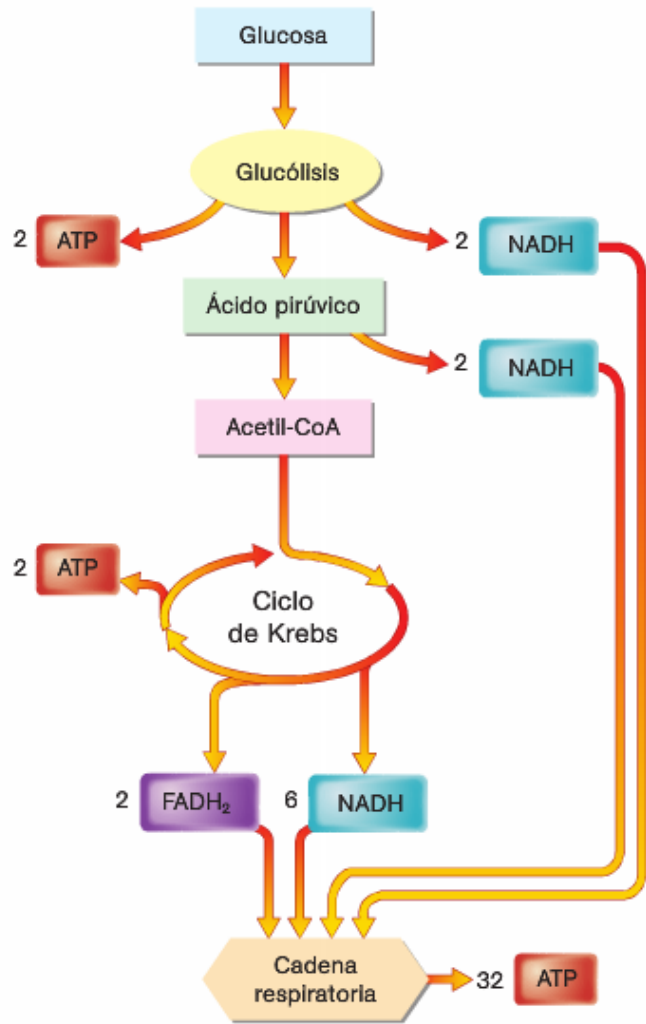 Glucosa
Glucólisis
2 ATP
2 NADH
Ácido pirúvico
2 NADH
Acetil-CoA
2 ATP
Ciclo
de Krebs
2 FADH₂
6 NADH
Cadena
respiratoria
32 ATP